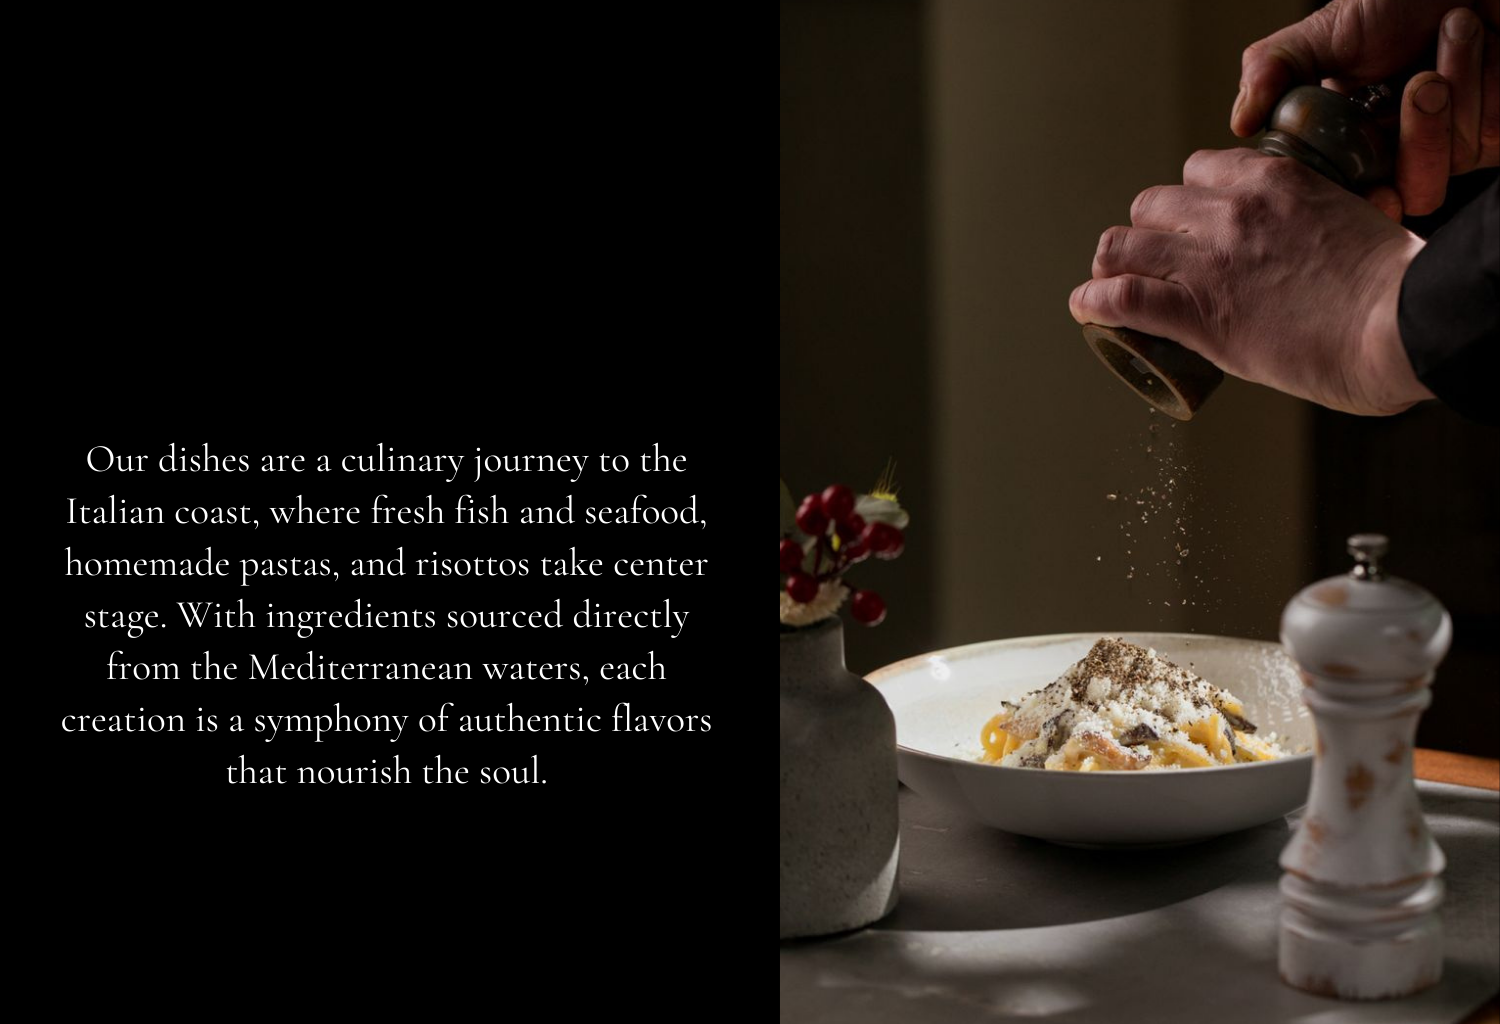 Our dishes are a culinary journey to the
Italian coast, where fresh fish and seafood,
homemade pastas, and risottos take center
stage. With ingredients sourced directly
from the Mediterranean waters, each
creation is a symphony of authentic flavors
that nourish the soul.